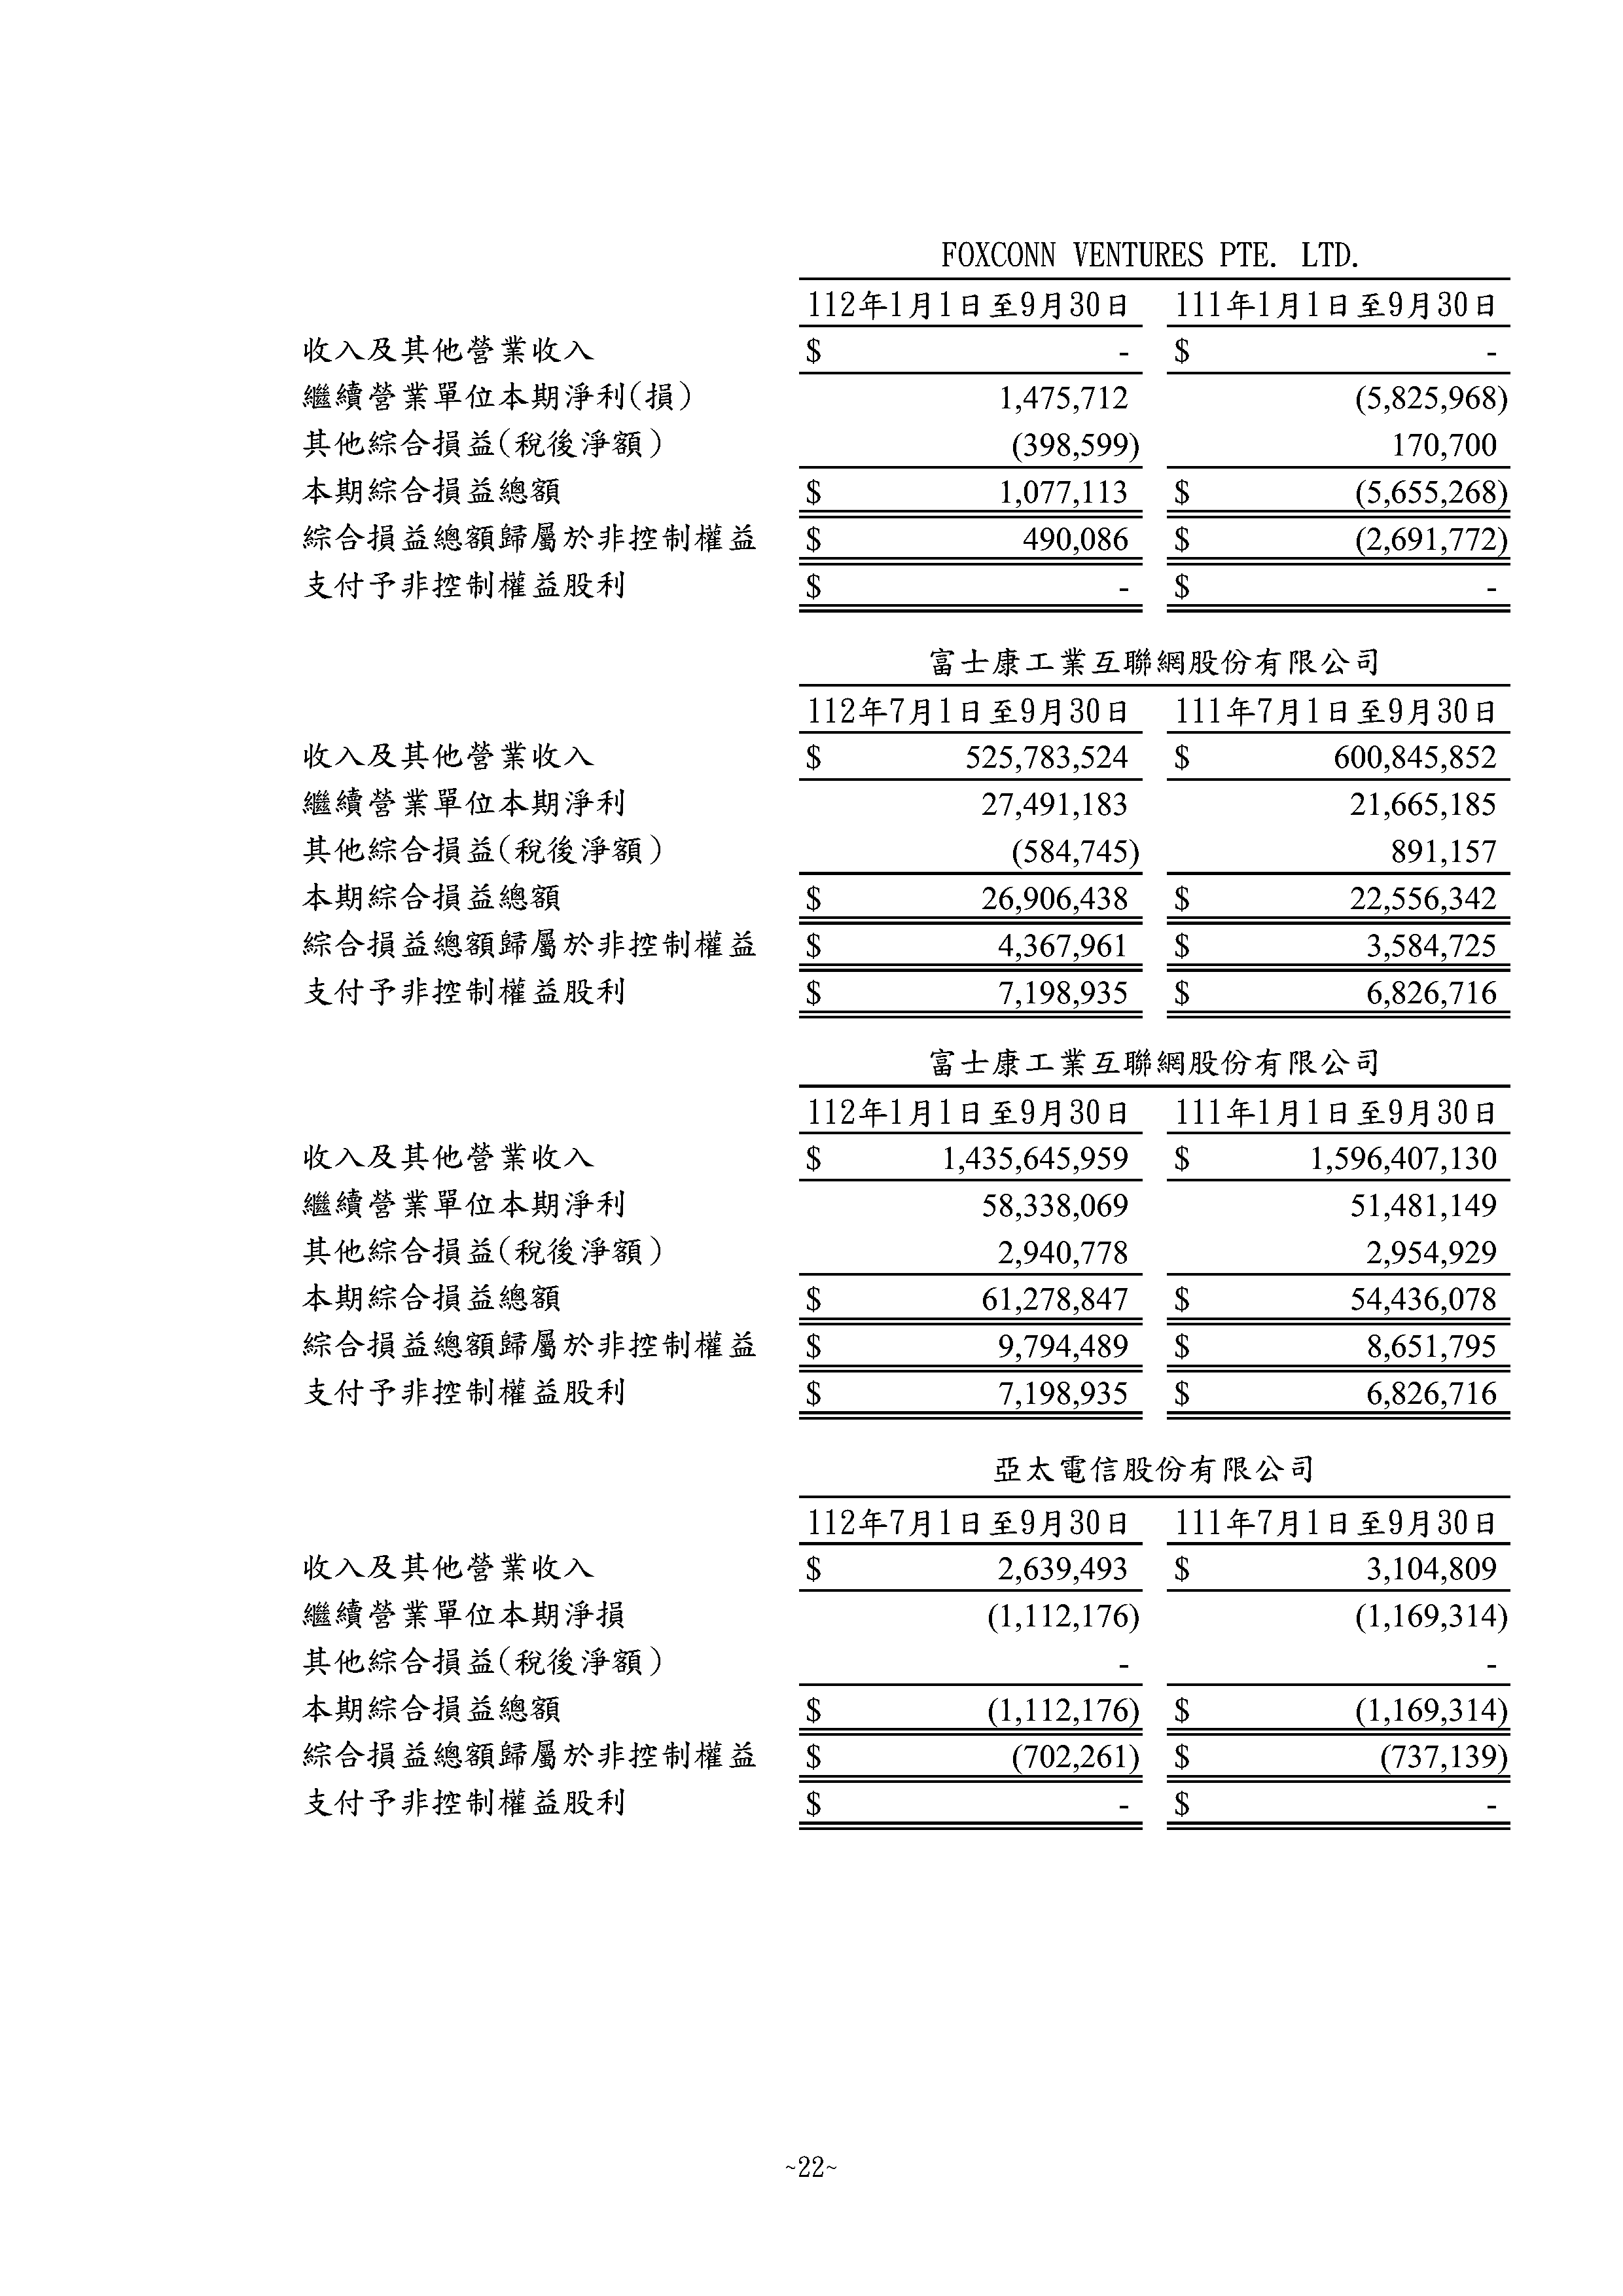 FOXCONN VENTURES PTE. LTD.
112年1月1日至9月30日 111年1月1日至9月30日
收入及其他營業收入 $ - $ -
繼續營業單位本期淨利(損) 1,475,712 (5,825,968)
其他綜合損益(稅後淨額) (398,599) 170,700
本期綜合損益總額 $ 1,077,113 $ (5,655,268)
綜合損益總額歸屬於非控制權益 $ 490,086 $ (2,691,772)
支付予非控制權益股利 $ - $ -
富士康工業互聯網股份有限公司
112年7月1日至9月30日 111年7月1日至9月30日
收入及其他營業收入 $ 525,783,524 $ 600,845,852
繼續營業單位本期淨利 27,491,183 21,665,185
其他綜合損益(稅後淨額) (584,745) 891,157
本期綜合損益總額 $ 26,906,438 $ 22,556,342
綜合損益總額歸屬於非控制權益 $ 4,367,961 $ 3,584,725
支付予非控制權益股利 $ 7,198,935 $ 6,826,716
富士康工業互聯網股份有限公司
112年1月1日至9月30日 111年1月1日至9月30日
收入及其他營業收入 $ 1,435,645,959 $ 1,596,407,130
繼續營業單位本期淨利 58,338,069 51,481,149
其他綜合損益(稅後淨額) 2,940,778 2,954,929
本期綜合損益總額 $ 61,278,847 $ 54,436,078
綜合損益總額歸屬於非控制權益 $ 9,794,489 $ 8,651,795
支付予非控制權益股利 $ 7,198,935 $ 6,826,716
亞太電信股份有限公司
112年7月1日至9月30日 111年7月1日至9月30日
收入及其他營業收入 $ 2,639,493 $ 3,104,809
繼續營業單位本期淨損 (1,112,176) (1,169,314)
其他綜合損益(稅後淨額) - -
本期綜合損益總額 $ (1,112,176) $ (1,169,314)
綜合損益總額歸屬於非控制權益 $ (702,261) $ (737,139)
支付予非控制權益股利 $ - $ -
~22~